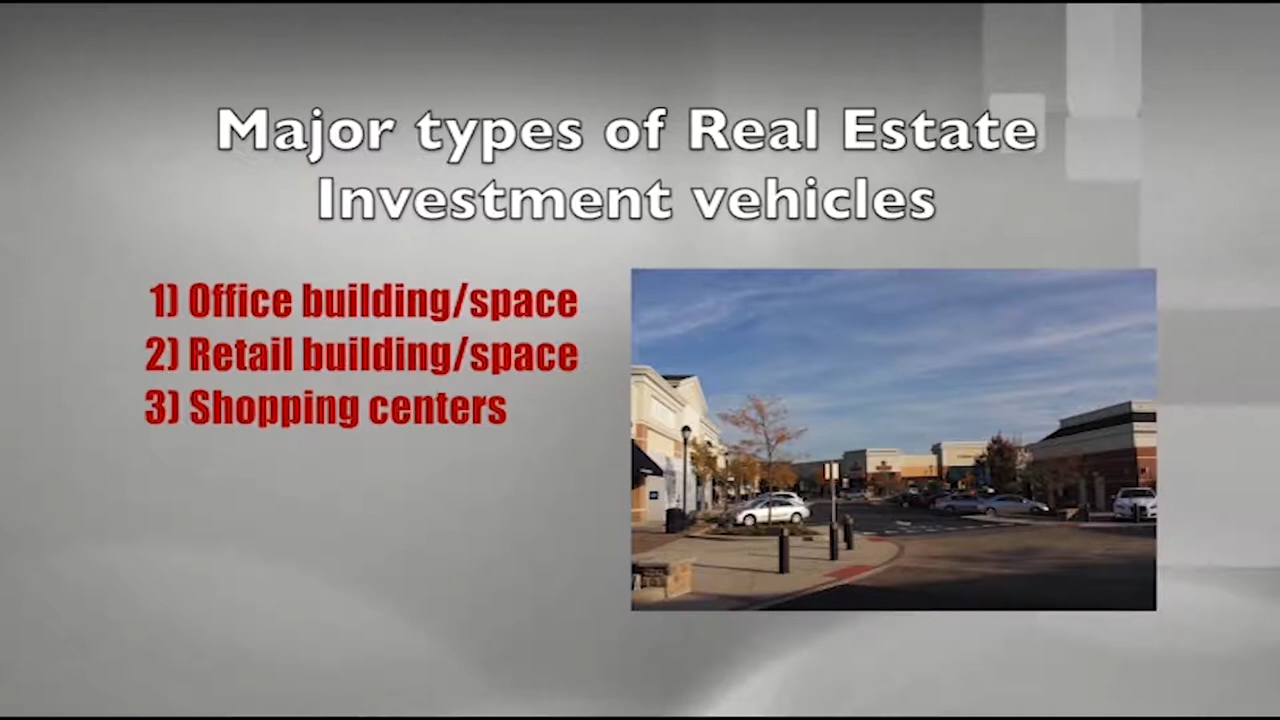 Major types of Real Estate
Investment vehicles
1) Office building/space
2) Retail building/space
3) Shopping centers